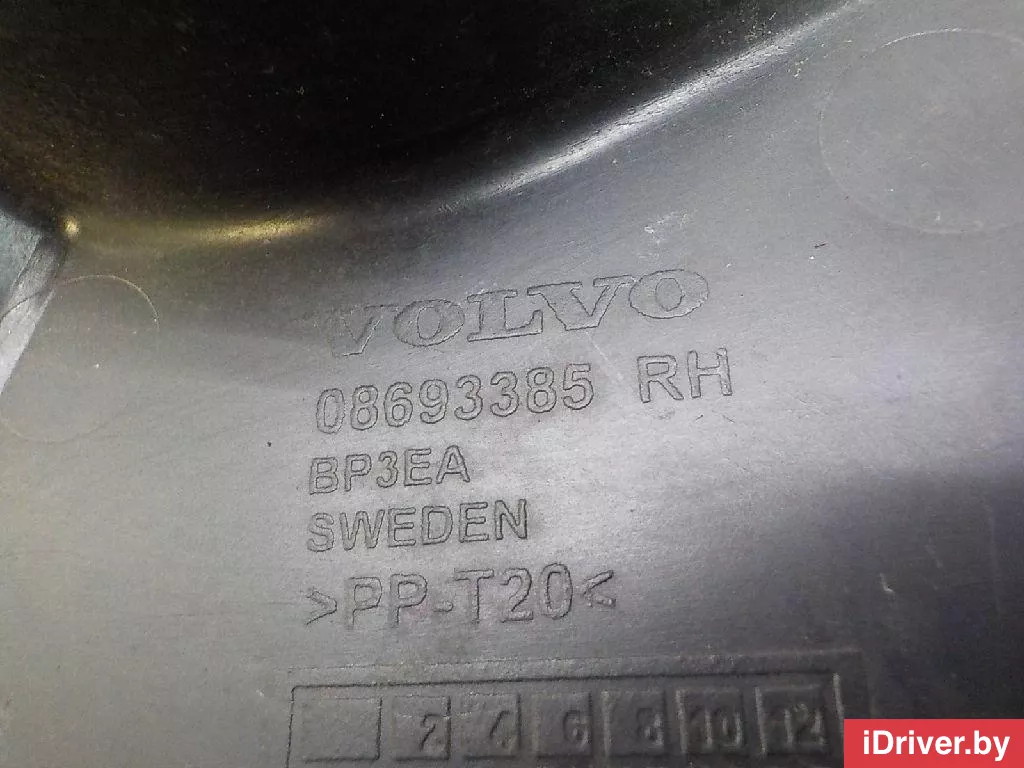 VOLVO
08693385 RH
BP3EA
SWEDEN
>PP-T20<
2 4 6 8 10 12
iDriver.by